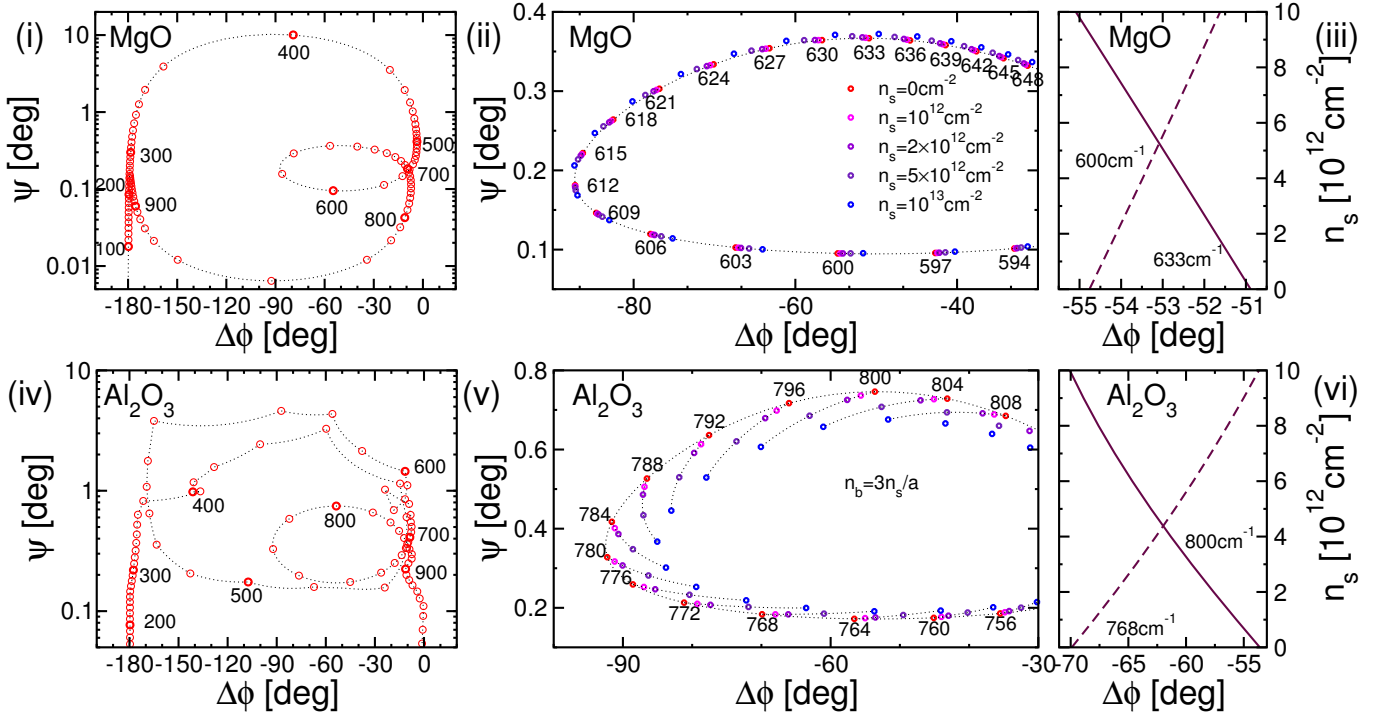 (i)
MgO
ψ [deg]
10
1
0.1
0.01
400
300
200
900
100
500
700
600
800
-180 -150 -120 -90 -60 -30 0
Δϕ [deg]
(ii)
MgO
ψ [deg]
0.4
0.3
0.2
0.1
630
633
636
639
642
645
648
627
624
621
618
615
612
609
606
603
600
597
594
n_s=0cm^-2
n_s=10^12cm^-2
n_s=2×10^12cm^-2
n_s=5×10^12cm^-2
n_s=10^13cm^-2
-80 -60 -40
Δϕ [deg]
(iii)
MgO
600cm^-1
633cm^-1
10
8
6
4
2
0
n_s [10^12cm^-2]
-55 -54 -53 -52 -51
Δϕ [deg]
(iv)
Al_2O_3
ψ [deg]
10
1
0.1
600
400
800
700
300
500
900
200
-180 -150 -120 -90 -60 -30 0
Δϕ [deg]
(v)
Al_2O_3
ψ [deg]
0.8
0.6
0.4
0.2
800
796
804
808
792
788
784
780
776
772
768
764
760
756
n_b=3n_s/a
-90 -60 -30
Δϕ [deg]
(vi)
Al_2O_3
800cm^-1
768cm^-1
10
8
6
4
2
0
n_s [10^12cm^-2]
-70 -65 -60 -55
Δϕ [deg]